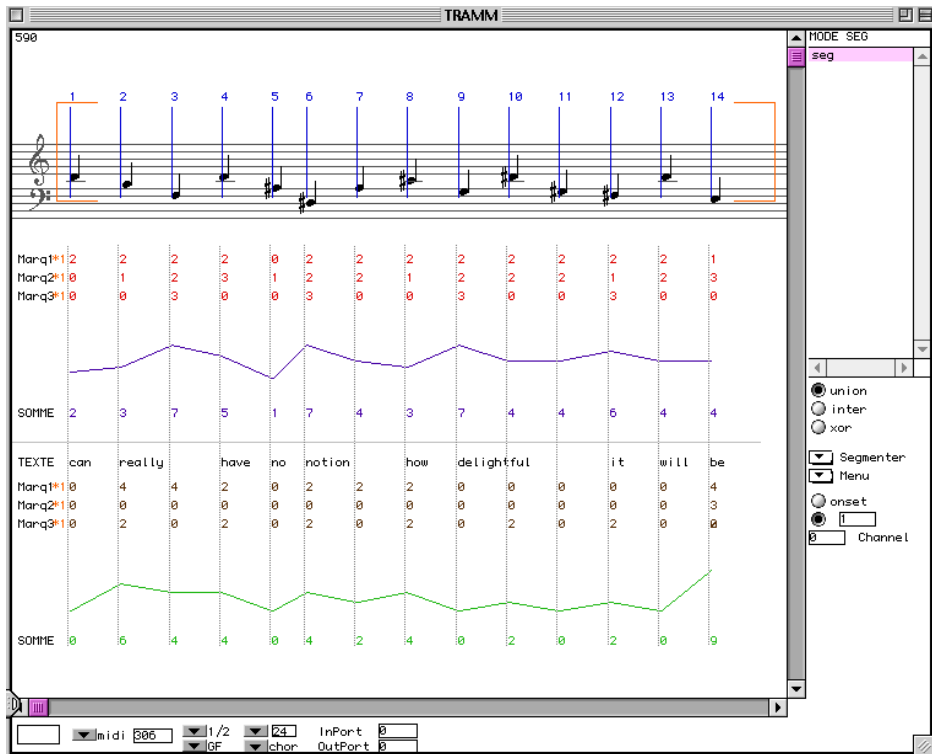 TRAMM
590
MODE SEG
seg
1 2 3 4 5 6 7 8 9 10 11 12 13 14
Marq1*1 2 2 2 2 0 2 2 2 2 2 2 2 2 1
Marq2*1 0 1 2 3 1 2 2 1 2 2 2 1 2 3
Marq3*1 0 0 3 0 0 3 0 0 3 0 0 3 0 0
SOMME 2 3 7 5 1 7 4 3 7 4 4 6 4 4
TEXTE can really have no notion how delightful it will be
Marq1*1 0 4 4 2 0 2 2 2 0 0 0 0 0 4
Marq2*1 0 0 0 0 0 0 0 0 0 0 0 0 0 3
Marq3*1 0 2 0 2 0 2 0 2 0 2 0 2 0
SOMME 0 6 4 4 0 4 2 4 0 2 0 2 0 9
union
inter
xor
Segmenter
Menu
onset
1
0 Channel
midi 306 1/2 24 InPort 0
GF chor OutPort 0